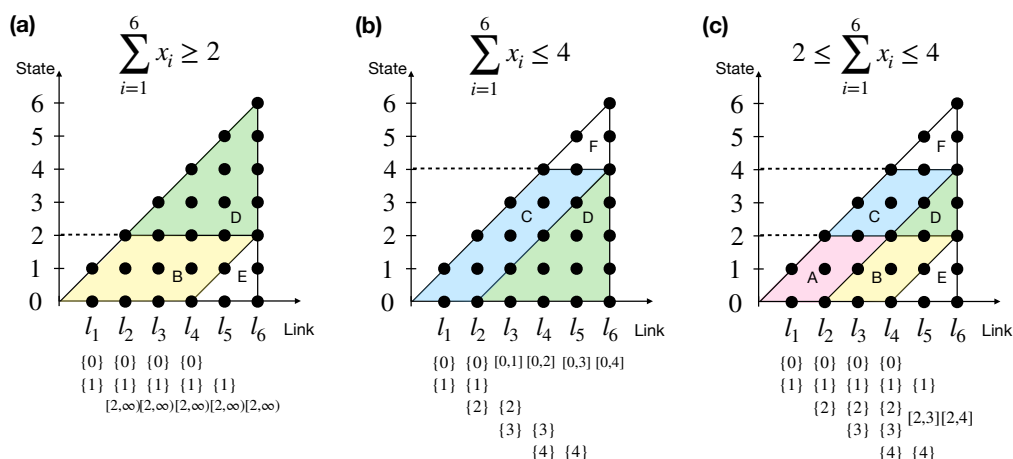 (a)
\sum_{i=1}^{6} x_i ≥ 2
State
6
5
4
3
2
1
0
D
B
E
l_1 l_2 l_3 l_4 l_5 l_6 Link
{0} {0} {0} {0}
{1} {1} {1} {1} {1}
[2,∞) [2,∞) [2,∞) [2,∞) [2,∞)
(b)
\sum_{i=1}^{6} x_i ≤ 4
State
6
5
4
3
2
1
0
F
C
D
l_1 l_2 l_3 l_4 l_5 l_6 Link
{0} {0} [0,1] [0,2] [0,3] [0,4]
{1} {1}
{2} {2}
{3} {3}
{4} {4}
(c)
2 ≤ \sum_{i=1}^{6} x_i ≤ 4
State
6
5
4
3
2
1
0
F
C
D
A
B
E
l_1 l_2 l_3 l_4 l_5 l_6 Link
{0} {0} {0} {0}
{1} {1} {1} {1} {1}
{2} {2} {2} [2,3] [2,4]
{3} {3}
{4} {4}